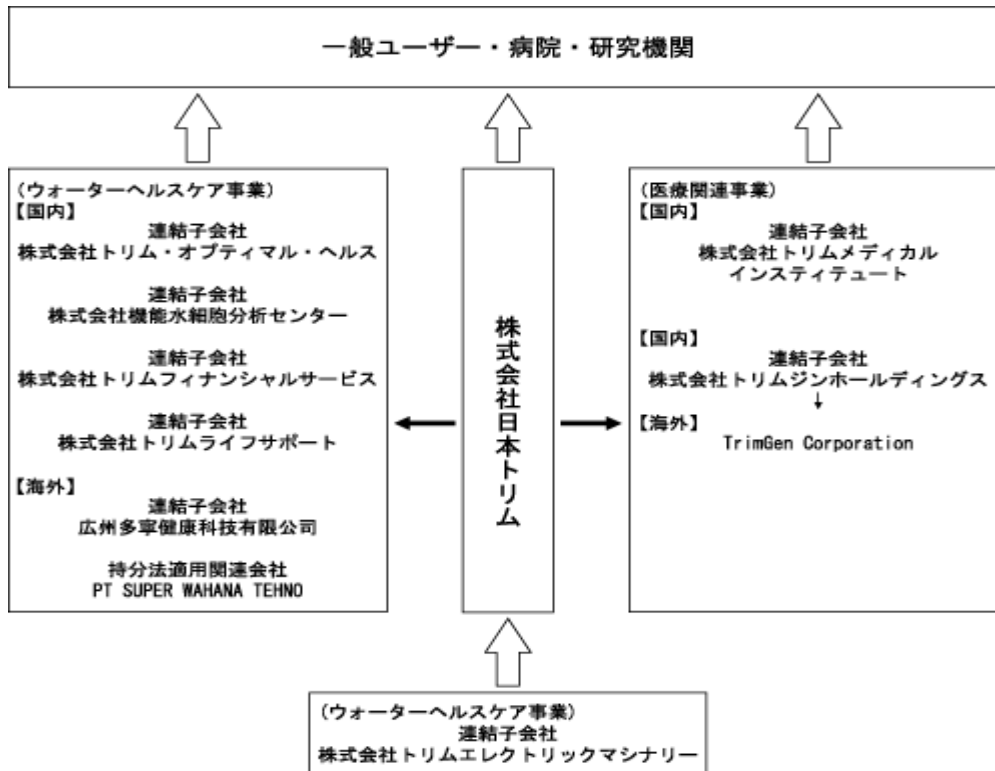 一般ユーザー・病院・研究機関
(ウォーターヘルスケア事業)
【国内】
連結子会社
株式会社トリム・オプティマル・ヘルス
連結子会社
株式会社機能水細胞分析センター
連結子会社
株式会社トリムフィナンシャルサービス
連結子会社
株式会社トリムライフサポート
【海外】
連結子会社
広州多寧健康科技有限公司
持分法適用関連会社
PT SUPER WAHANA TEHNO
株式会社日本トリム
(医療関連事業)
【国内】
連結子会社
株式会社トリムメディカル
インスティテュート
【国内】
連結子会社
株式会社トリムジンホールディングス
↓
【海外】
TrimGen Corporation
(ウォーターヘルスケア事業)
連結子会社
株式会社トリムエレクトリックマシナリー